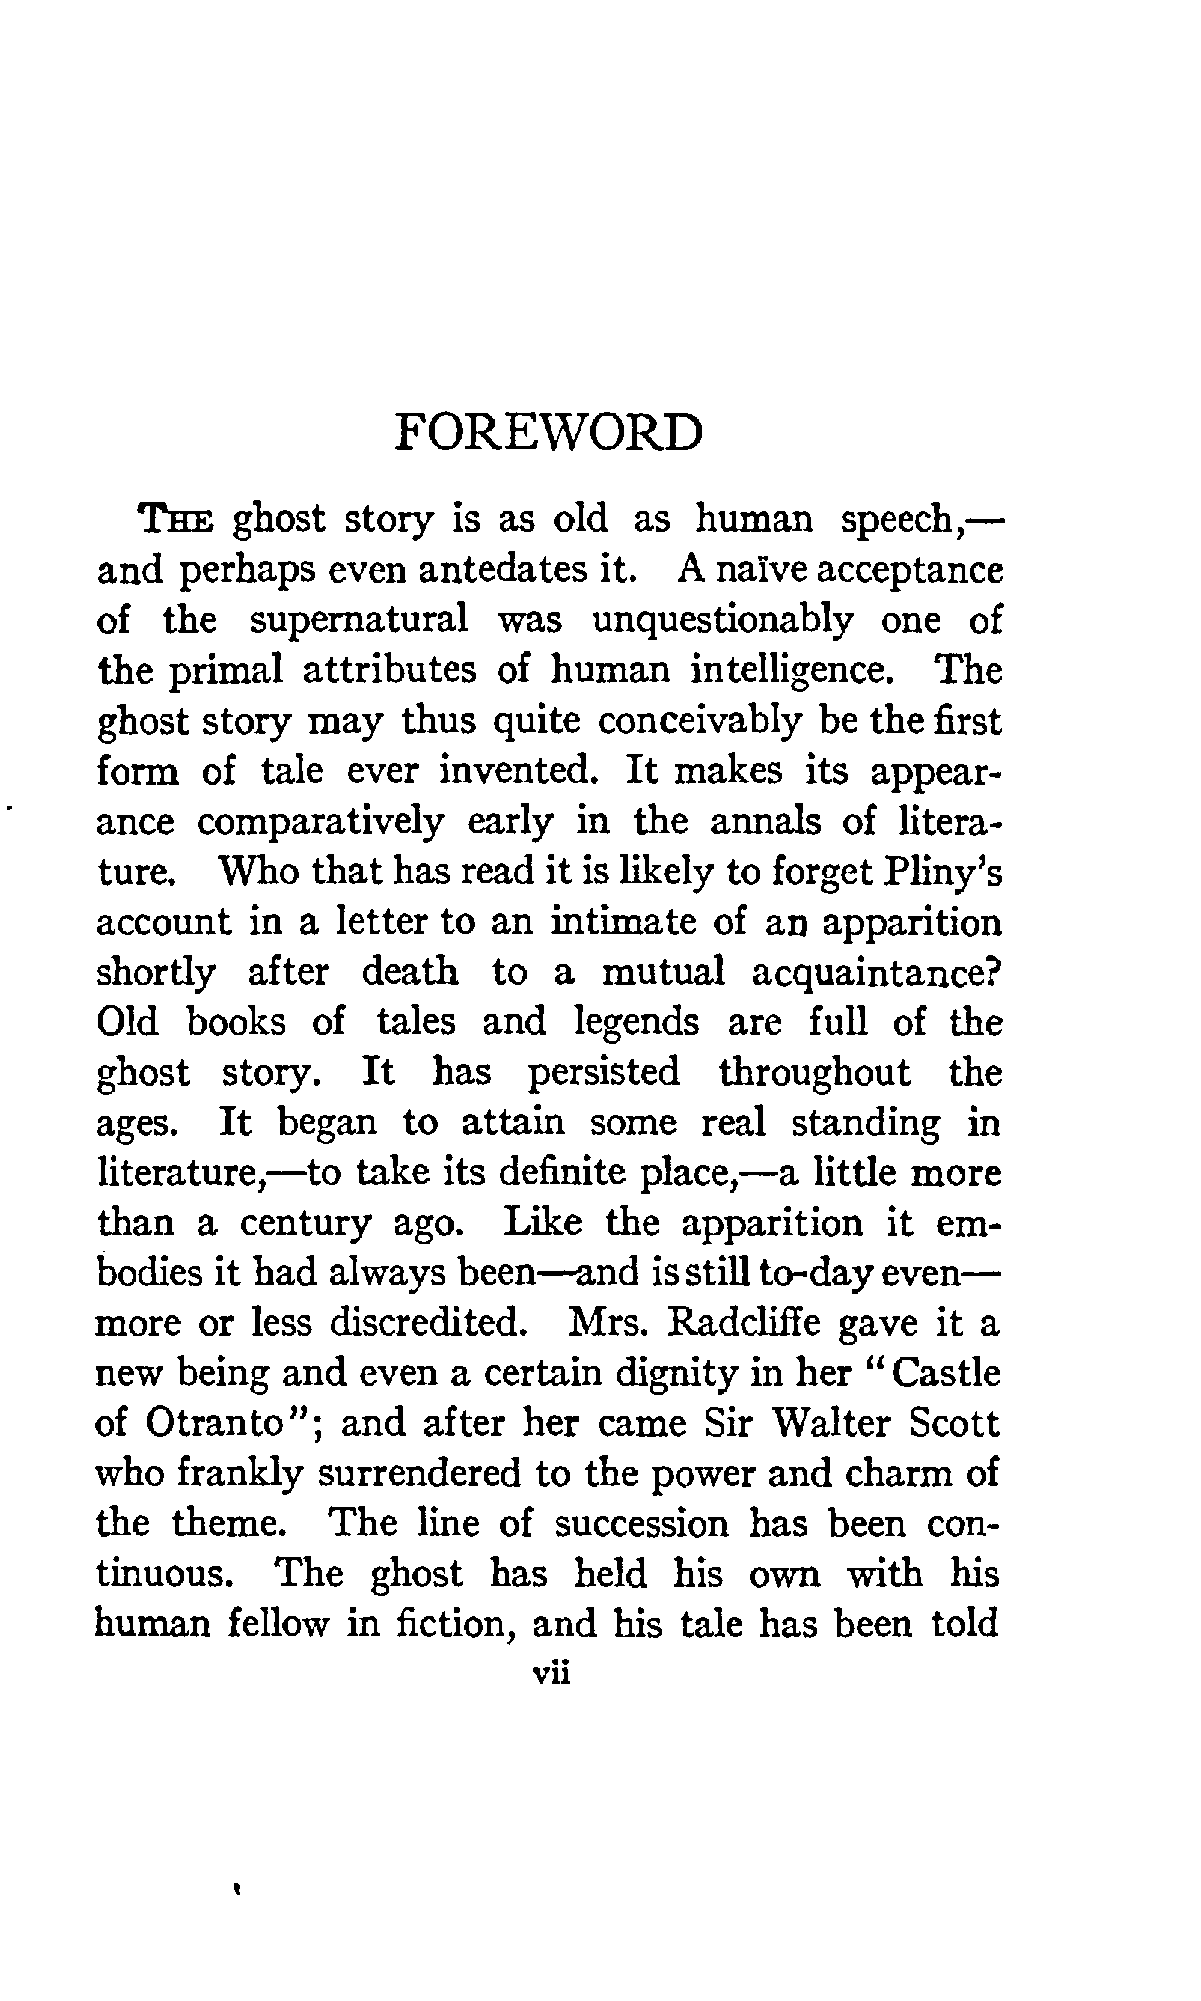 FOREWORD
THE ghost story is as old as human speech,—
and perhaps even antedates it. A naïve acceptance
of the supernatural was unquestionably one of
the primal attributes of human intelligence. The
ghost story may thus quite conceivably be the first
form of tale ever invented. It makes its appear-
ance comparatively early in the annals of litera-
ture. Who that has read it is likely to forget Pliny's
account in a letter to an intimate of an apparition
shortly after death to a mutual acquaintance?
Old books of tales and legends are full of the
ghost story. It has persisted throughout the
ages. It began to attain some real standing in
literature,—to take its definite place,—a little more
than a century ago. Like the apparition it em-
bodies it had always been—and is still to-day even—
more or less discredited. Mrs. Radcliffe gave it a
new being and even a certain dignity in her "Castle
of Otranto"; and after her came Sir Walter Scott
who frankly surrendered to the power and charm of
the theme. The line of succession has been con-
tinuous. The ghost has held his own with his
human fellow in fiction, and his tale has been told
vii